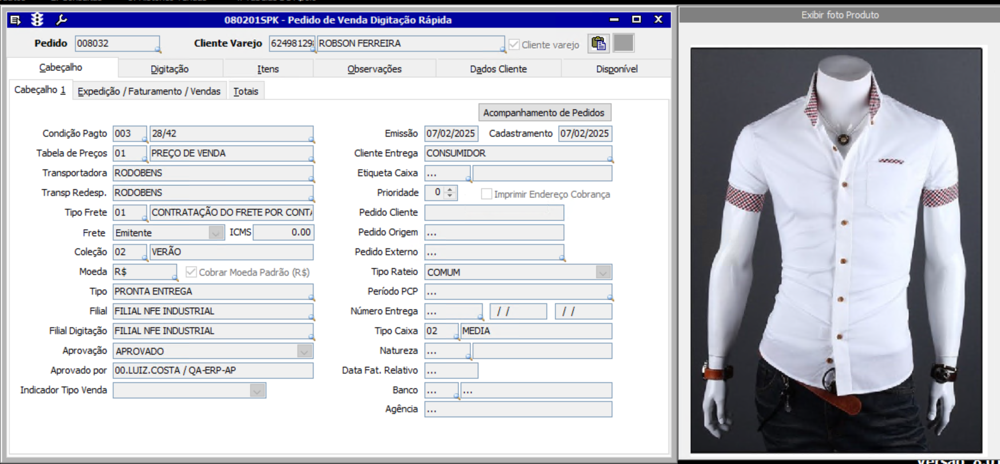 080201SPK - Pedido de Venda Digitação Rápida
Exibir foto Produto
Pedido 008032 Cliente Varejo 62498129 ROBSON FERREIRA Cliente varejo
Cabeçalho Digitação Itens Observações Dados Cliente Disponível
Cabeçalho 1 Expedição / Faturamento / Vendas Totais
Acompanhamento de Pedidos
Condição Pagto 003 28/42 Emissão 07/02/2025 Cadastramento 07/02/2025
Tabela de Preços 01 PREÇO DE VENDA Cliente Entrega CONSUMIDOR
Transportadora RODOBENS Etiqueta Caixa ...
Transp Redesp. RODOBENS Prioridade 0 Imprimir Endereço Cobrança
Tipo Frete 01 CONTRATAÇÃO DO FRETE POR CONT Pedido Cliente
Frete Emitente ICMS 0.00 Pedido Origem ...
Coleção 02 VERÃO Pedido Externo ...
Moeda R$ Cobrar Moeda Padrão (R$) Tipo Rateio COMUM
Tipo PRONTA ENTREGA Período PCP ...
Filial FILIAL NFE INDUSTRIAL Número Entrega ... / / / /
Filial Digitação FILIAL NFE INDUSTRIAL Tipo Caixa 02 MEDIA
Aprovação APROVADO Natureza ...
Aprovado por 00.LUIZ.COSTA / QA-ERP-AP Data Fat. Relativo ...
Indicador Tipo Venda Banco ... ...
Agência ...